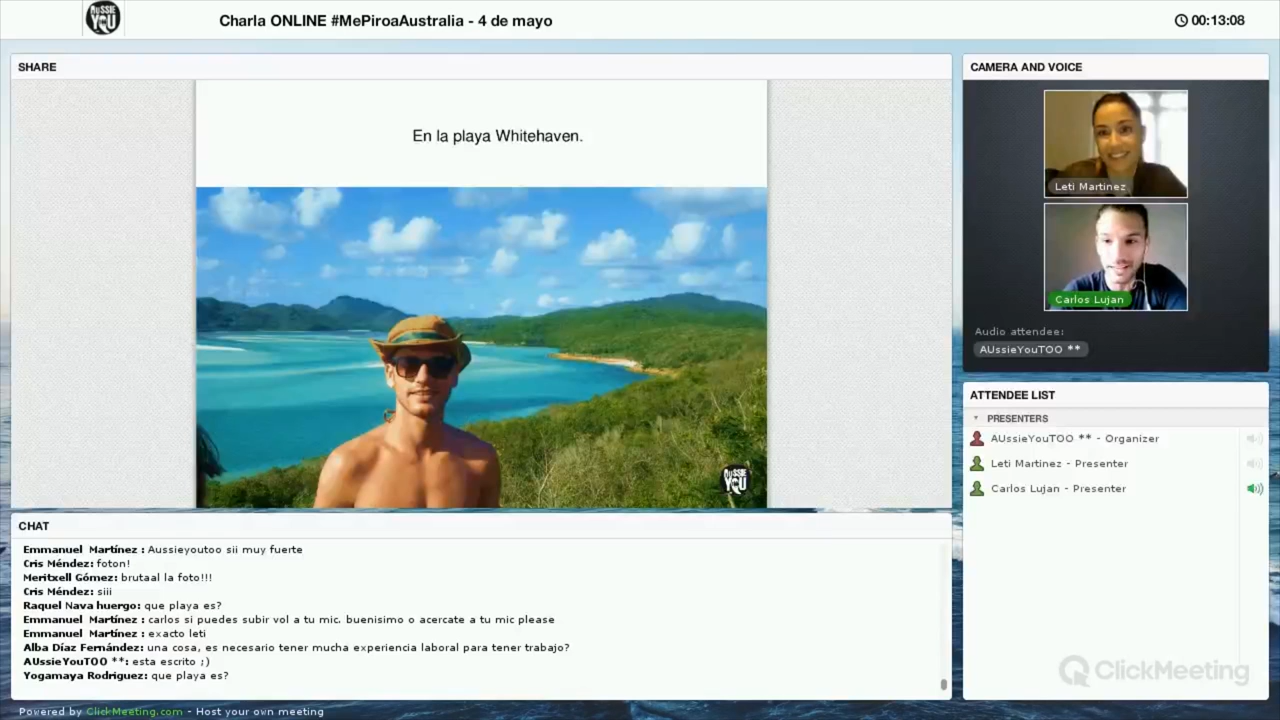 AUSSIE YOU
Charla ONLINE #MePiroaAustralia - 4 de mayo
00:13:08
SHARE
En la playa Whitehaven.
AUSSIE YOU
CAMERA AND VOICE
Leti Martinez
Carlos Lujan
Audio attendee:
AUssieYouTOO **
ATTENDEE LIST
PRESENTERS
AUssieYouTOO ** - Organizer
Leti Martinez - Presenter
Carlos Lujan - Presenter
CHAT
Emmanuel Martínez : Aussieyoutoo sii muy fuerte
Cris Méndez: foton!
Meritxell Gómez: brutaal la foto!!!
Cris Méndez: siii
Raquel Nava huergo: que playa es?
Emmanuel Martínez : carlos si puedes subir vol a tu mic. buenisimo o acercate a tu mic please
Emmanuel Martínez : exacto leti
Alba Díaz Fernández: una cosa, es necesario tener mucha experiencia laboral para tener trabajo?
AUssieYouTOO **: esta escrito ;)
Yogamaya Rodriguez: que playa es?
ClickMeeting
Powered by ClickMeeting.com - Host your own meeting